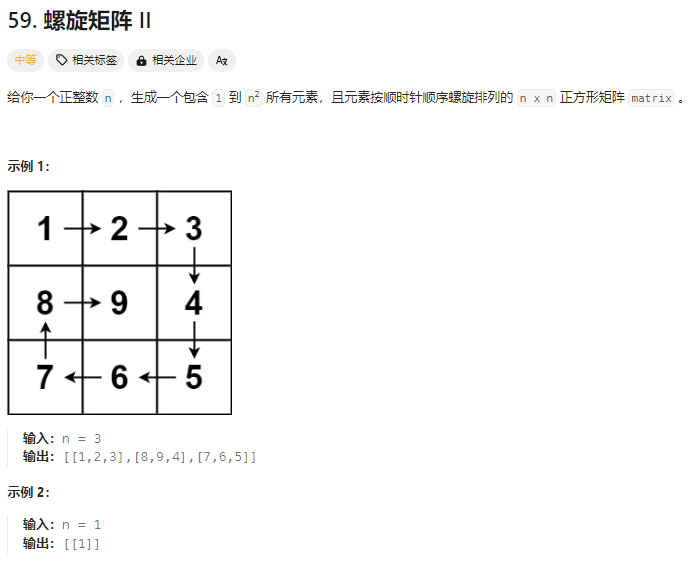 59. 螺旋矩阵 II
中等 相关标签 相关企业 Aχ
给你一个正整数 n ，生成一个包含 1 到 n² 所有元素，且元素按顺时针顺序螺旋排列的 n x n 正方形矩阵 matrix 。
示例 1：
1 2 3
8 9 4
7 6 5
输入：n = 3
输出：[[1,2,3],[8,9,4],[7,6,5]]
示例 2：
输入：n = 1
输出：[[1]]